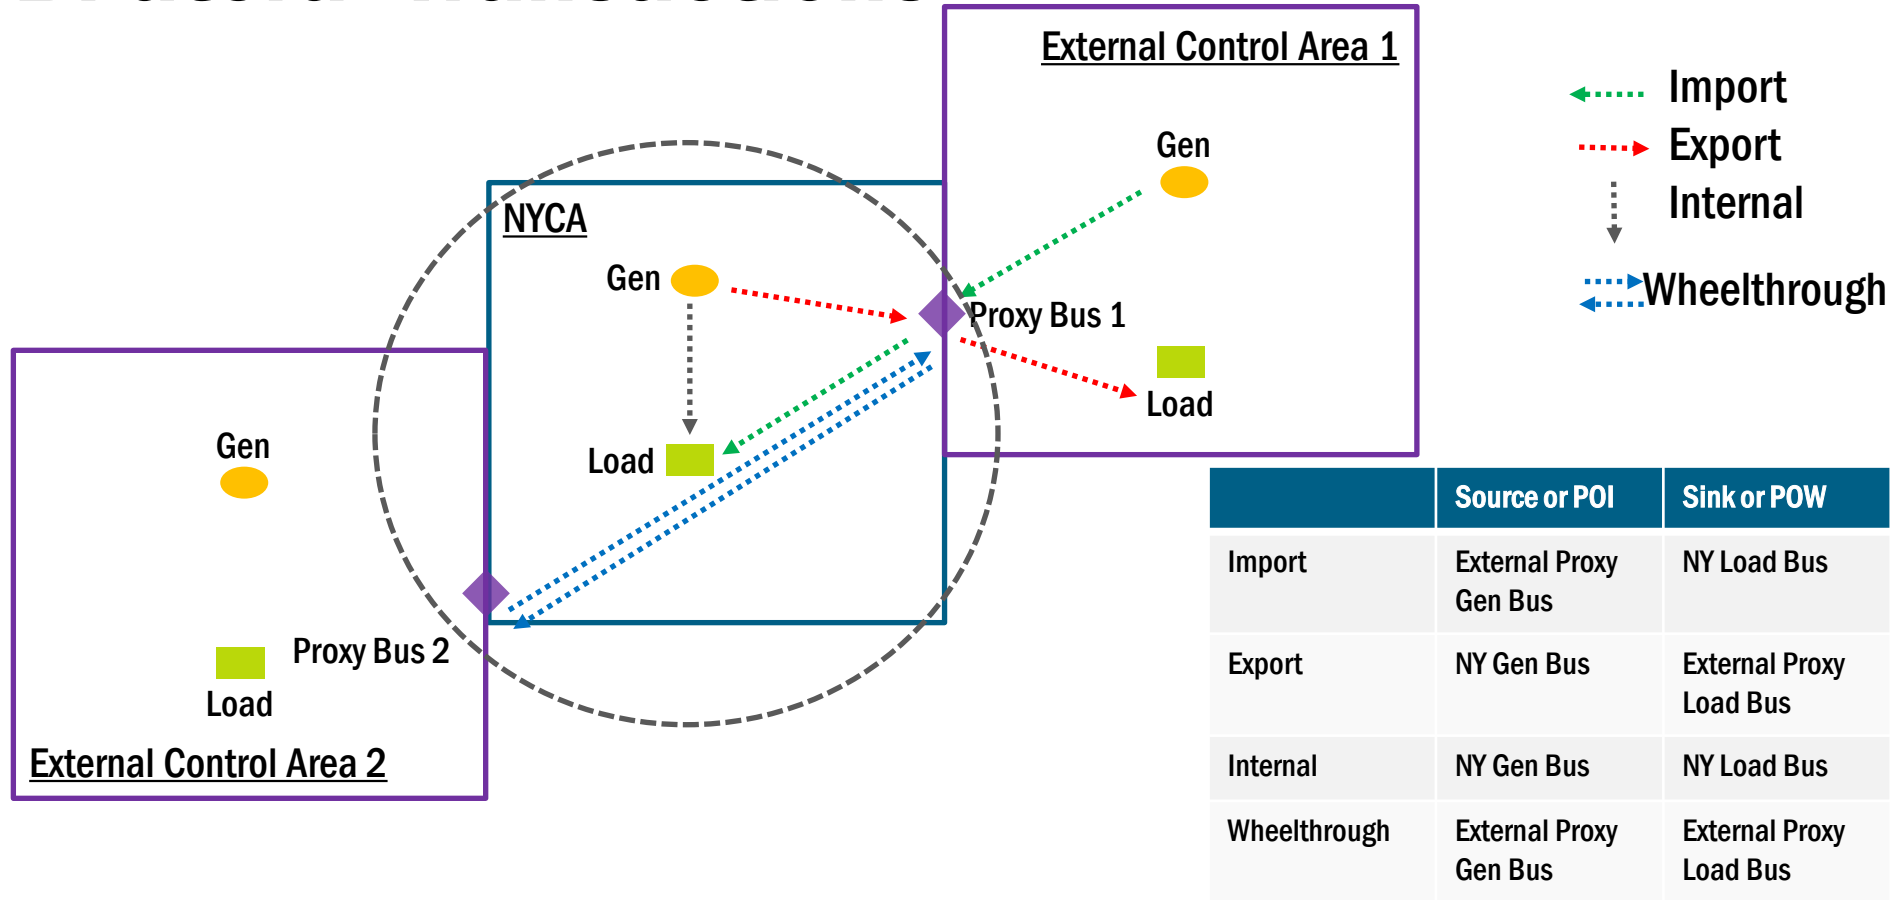 External Control Area 1
Import
Export
Internal
Wheelthrough
Gen
NYCA
Gen
Proxy Bus 1
Load
Load
Gen
Proxy Bus 2
Load
External Control Area 2
Source or POI Sink or POW
Import External Proxy Gen Bus NY Load Bus
Export NY Gen Bus External Proxy Load Bus
Internal NY Gen Bus NY Load Bus
Wheelthrough External Proxy Gen Bus External Proxy Load Bus